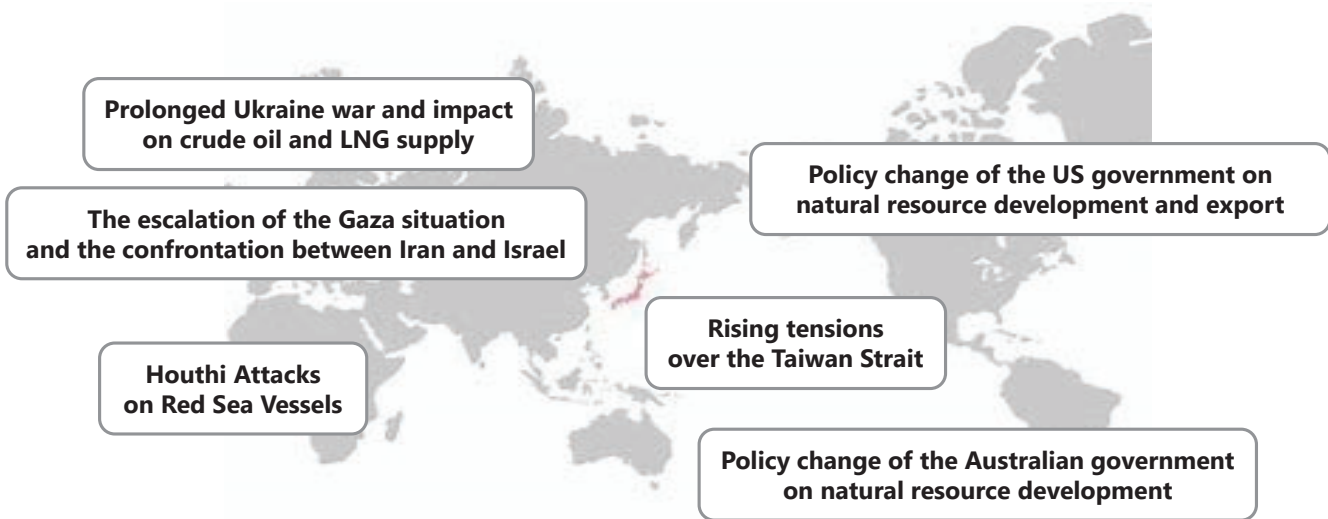 Prolonged Ukraine war and impact
on crude oil and LNG supply
Policy change of the US government on
natural resource development and export
The escalation of the Gaza situation
and the confrontation between Iran and Israel
Rising tensions
over the Taiwan Strait
Houthi Attacks
on Red Sea Vessels
Policy change of the Australian government
on natural resource development